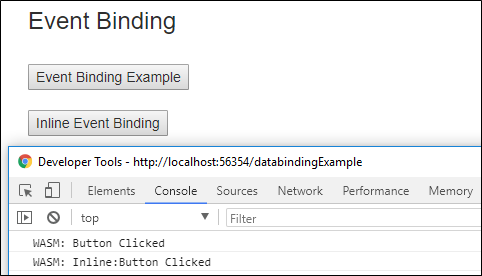 Event Binding
Event Binding Example
Inline Event Binding
Developer Tools - http://localhost:56354/databindingExample
Elements Console Sources Network Performance Memory
top Filter
WASM: Button Clicked
WASM: Inline:Button Clicked